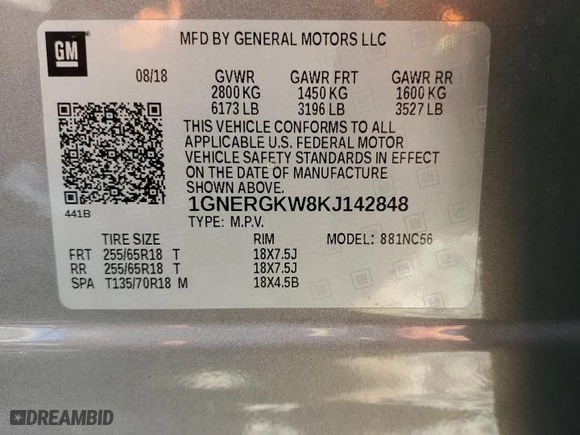 GM
MFD BY GENERAL MOTORS LLC
08/18 GVWR GAWR FRT GAWR RR
2800 KG 1450 KG 1600 KG
6173 LB 3196 LB 3527 LB
THIS VEHICLE CONFORMS TO ALL
APPLICABLE U.S. FEDERAL MOTOR
VEHICLE SAFETY STANDARDS IN EFFECT
ON THE DATE OF MANUFACTURE
SHOWN ABOVE.
441B
1GNERGKW8KJ142848
TYPE: M.P.V.
TIRE SIZE RIM MODEL: 881NC56
FRT 255/65R18 T 18X7.5J
RR 255/65R18 T 18X7.5J
SPA T135/70R18 M 18X4.5B
DREAMBID